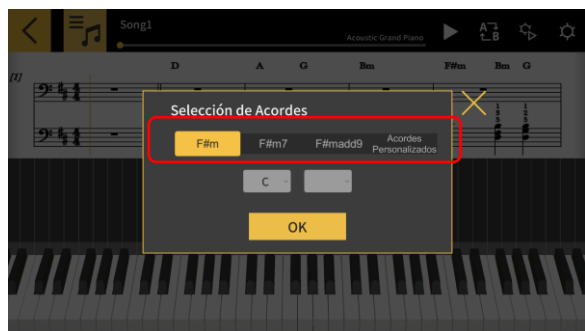 Song1
Acoustic Grand Piano
A B
D A G Bm F#m Bm G
[1]
Selección de Acordes
F#m F#m7 F#madd9 Acordes
Personalizados
C
OK